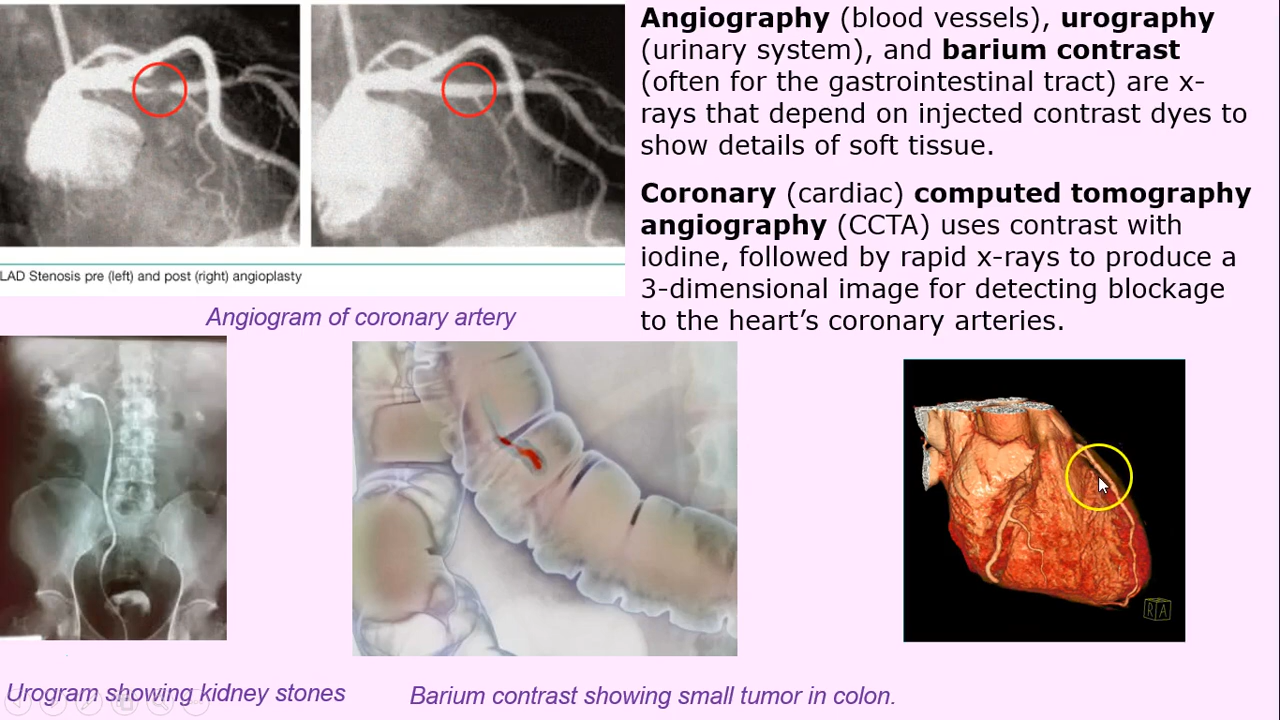 Angiography (blood vessels), urography
(urinary system), and barium contrast
(often for the gastrointestinal tract) are x-
rays that depend on injected contrast dyes to
show details of soft tissue.
Coronary (cardiac) computed tomography
angiography (CCTA) uses contrast with
iodine, followed by rapid x-rays to produce a
3-dimensional image for detecting blockage
to the heart’s coronary arteries.
LAD Stenosis pre (left) and post (right) angioplasty
Angiogram of coronary artery
R A
Urogram showing kidney stones
Barium contrast showing small tumor in colon.